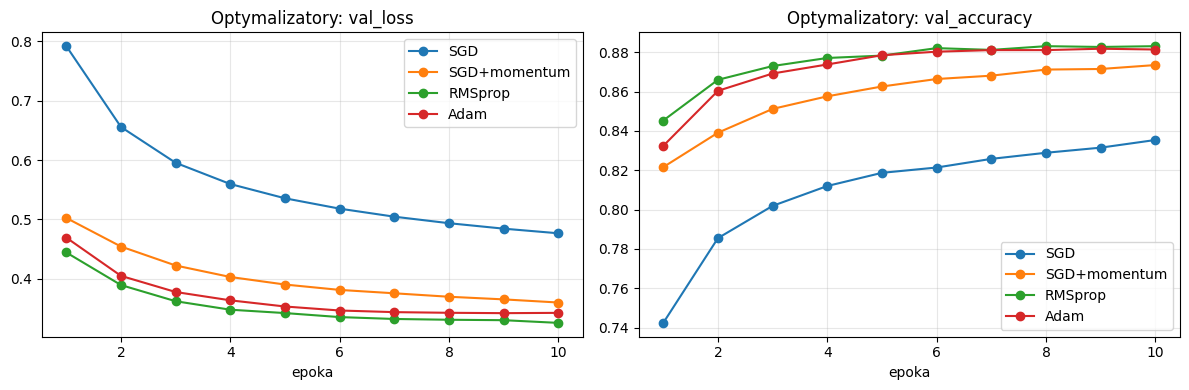 Optymalizatory: val_loss
0.8
0.7
0.6
0.5
0.4
2
4
6
8
10
epoka
SGD
SGD+momentum
RMSprop
Adam
Optymalizatory: val_accuracy
0.88
0.86
0.84
0.82
0.80
0.78
0.76
0.74
2
4
6
8
10
epoka
SGD
SGD+momentum
RMSprop
Adam